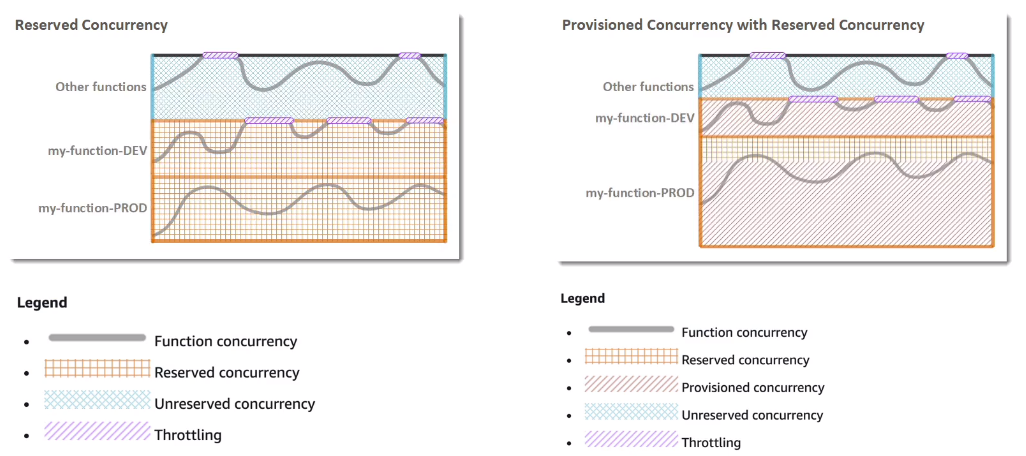 Reserved Concurrency
Other functions
my-function-DEV
my-function-PROD
Legend
• Function concurrency
• Reserved concurrency
• Unreserved concurrency
• Throttling
Provisioned Concurrency with Reserved Concurrency
Other functions
my-function-DEV
my-function-PROD
Legend
• Function concurrency
• Reserved concurrency
• Provisioned concurrency
• Unreserved concurrency
• Throttling